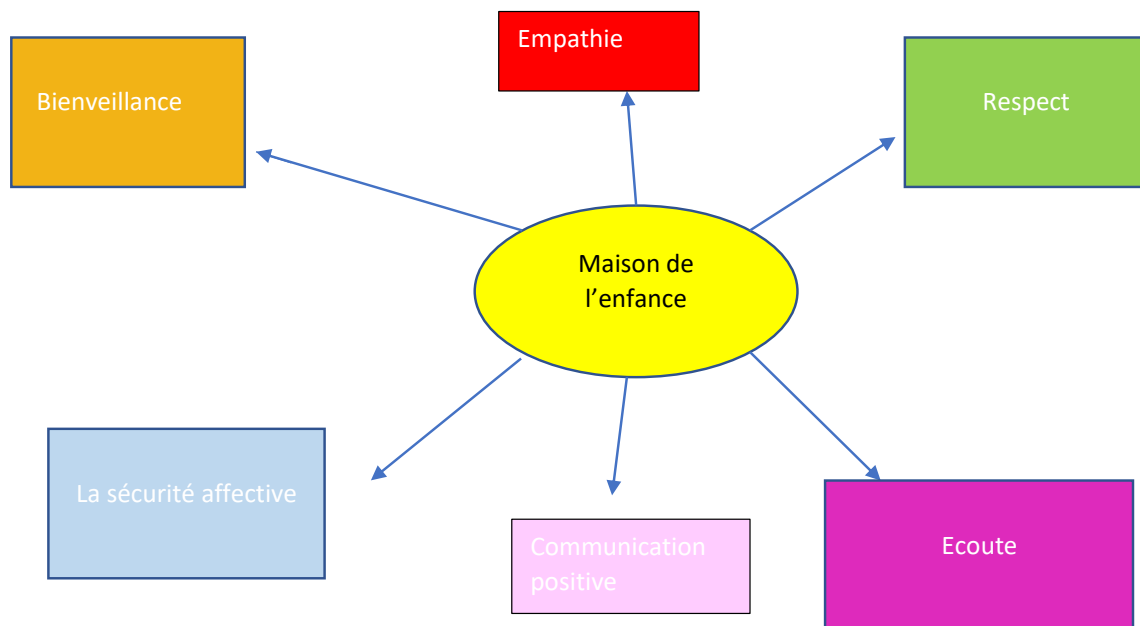 Empathie
Bienveillance
Respect
Maison de
l’enfance
La sécurité affective
Communication
positive
Ecoute